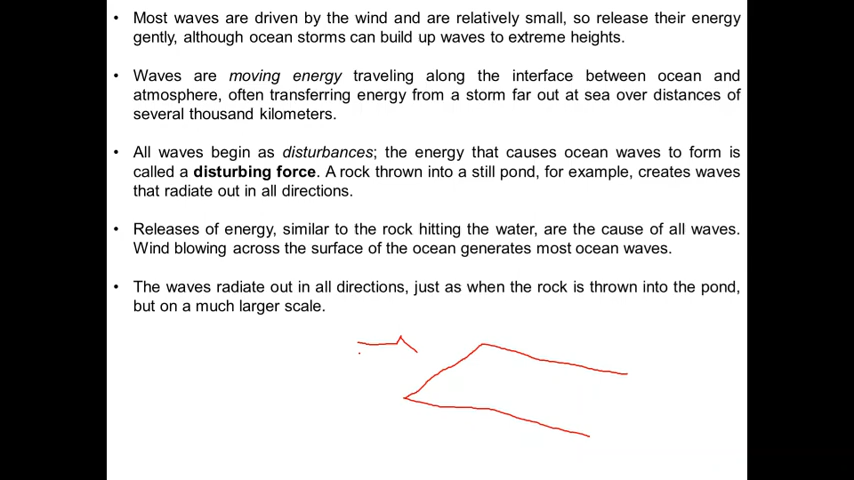 • Most waves are driven by the wind and are relatively small, so release their energy
gently, although ocean storms can build up waves to extreme heights.
• Waves are moving energy traveling along the interface between ocean and
atmosphere, often transferring energy from a storm far out at sea over distances of
several thousand kilometers.
• All waves begin as disturbances; the energy that causes ocean waves to form is
called a disturbing force. A rock thrown into a still pond, for example, creates waves
that radiate out in all directions.
• Releases of energy, similar to the rock hitting the water, are the cause of all waves.
Wind blowing across the surface of the ocean generates most ocean waves.
• The waves radiate out in all directions, just as when the rock is thrown into the pond,
but on a much larger scale.